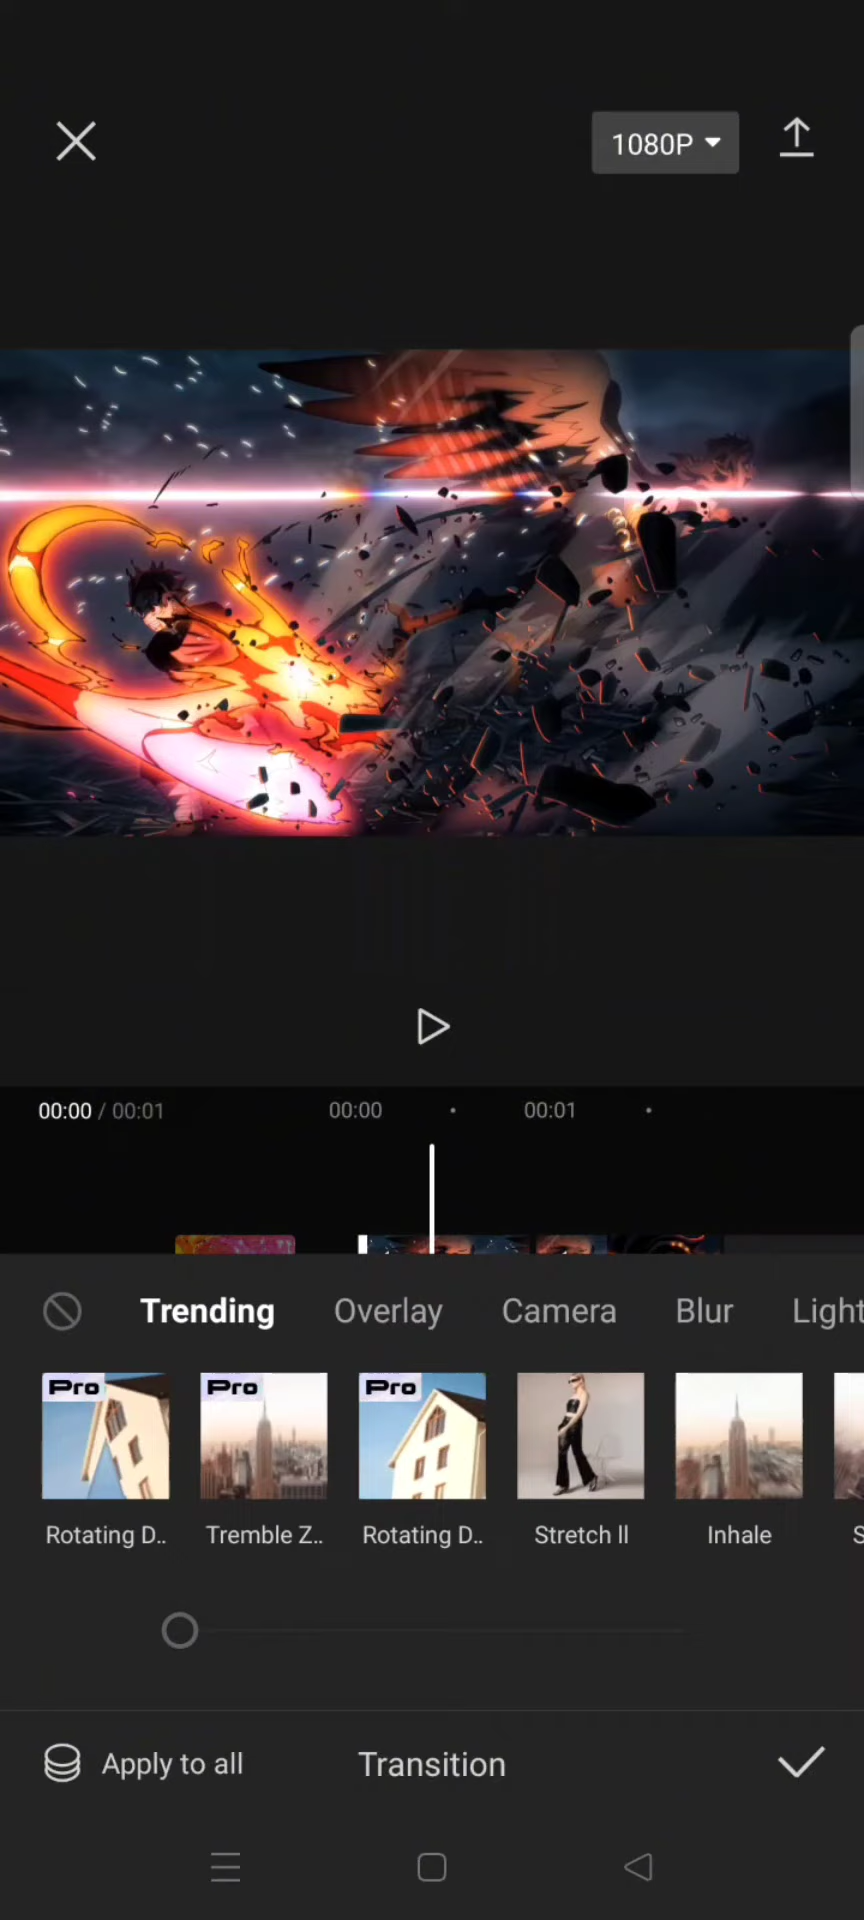 1080P
00:00 / 00:01
00:00
00:01
Trending
Overlay
Camera
Blur
Light
Pro
Pro
Pro
Rotating D..
Tremble Z..
Rotating D..
Stretch II
Inhale
S
Apply to all
Transition